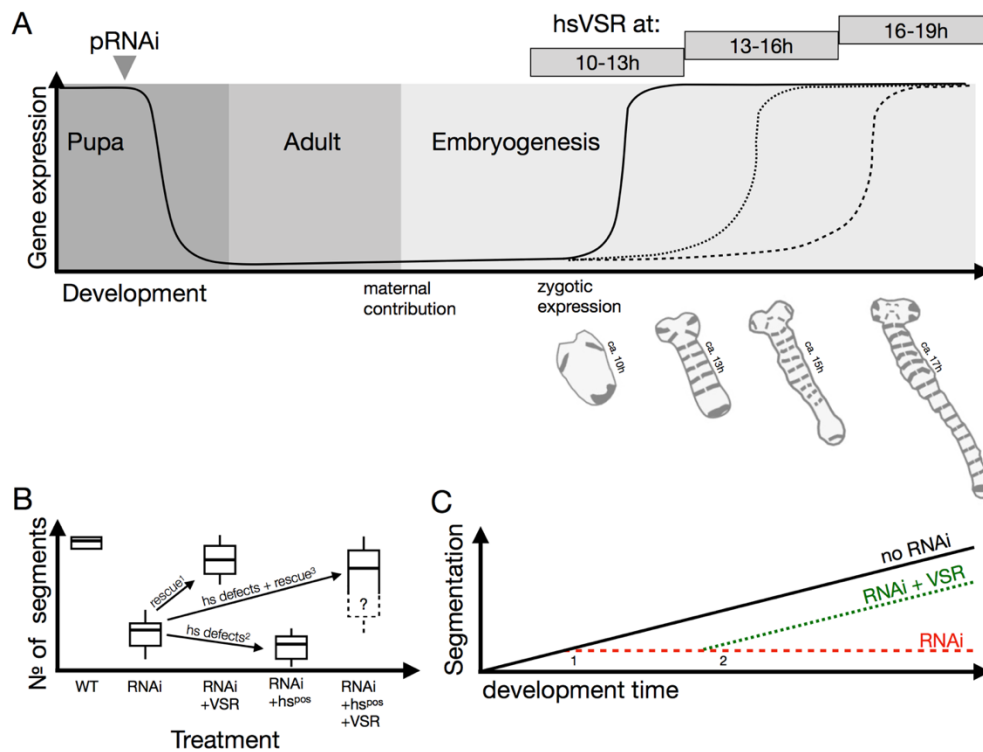 A
pRNAi
hsVSR at:
10-13h
13-16h
16-19h
Gene expression
Pupa
Adult
Embryogenesis
Development
maternal
contribution
zygotic
expression
ca. 10h
ca. 13h
ca. 15h
ca. 17h
B
№ of segments
rescue¹
hs defects + rescue³
hs defects²
?
WT
RNAi
RNAi
+VSR
RNAi
+hsᵖᵒˢ
RNAi
+hsᵖᵒˢ
+VSR
Treatment
C
Segmentation
no RNAi
RNAi + VSR
RNAi
1
2
development time